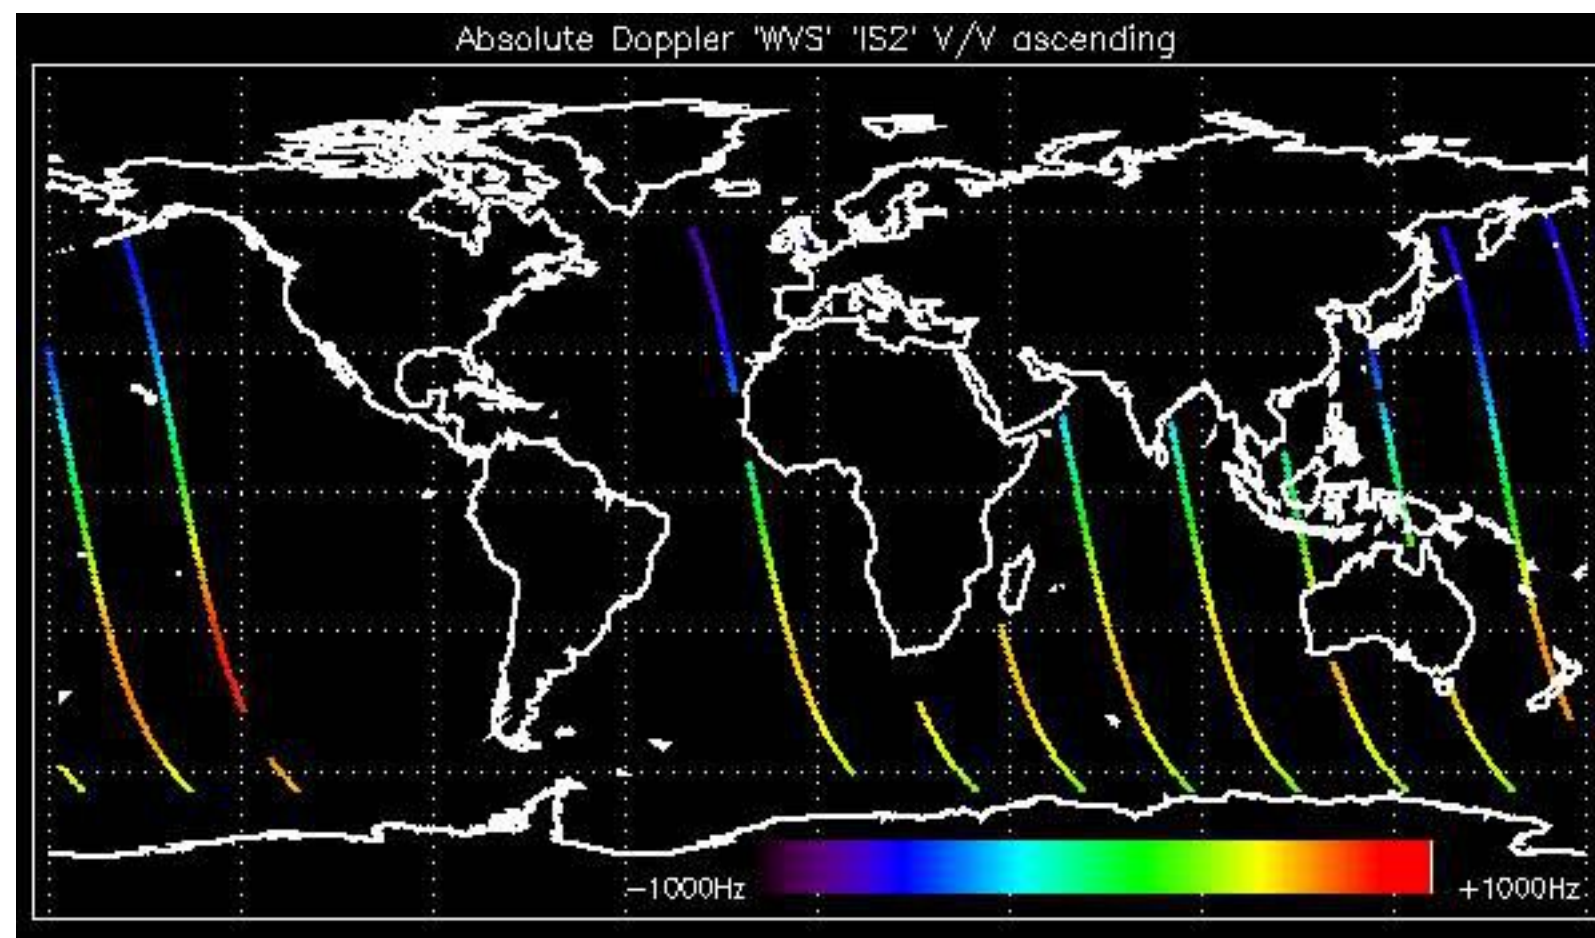 Absolute Doppler 'WVS' 'IS2' V/V ascending
−1000Hz
+1000Hz